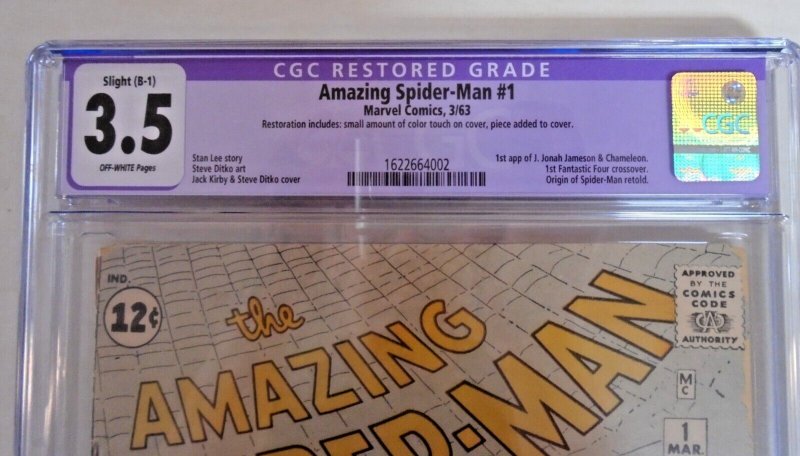 CGC RESTORED GRADE
Slight (B-1)
3.5
OFF-WHITE Pages
Amazing Spider-Man #1
Marvel Comics, 3/63
Restoration includes: small amount of color touch on cover, piece added to cover.
Stan Lee story
Steve Ditko art
Jack Kirby & Steve Ditko cover
1622664002
1st app of J. Jonah Jameson & Chameleon.
1st Fantastic Four crossover.
Origin of Spider-Man retold.
CGC
IND.
12¢
the
AMAZING
DER-MAN
APPROVED
BY THE
COMICS
CODE
CA
AUTHORITY
MC
1
MAR.